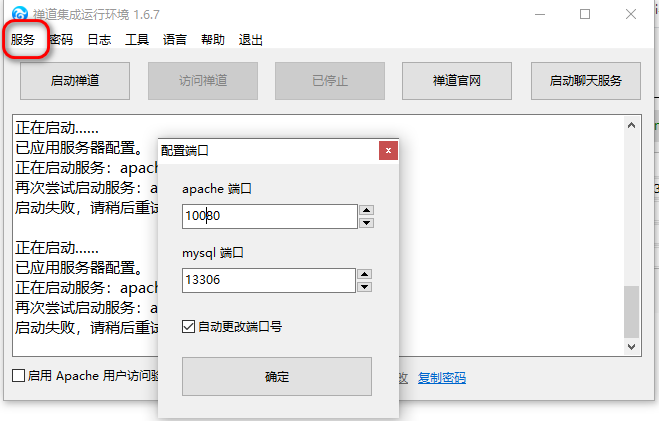 禅道集成运行环境 1.6.7
服务 密码 日志 工具 语言 帮助 退出
启动禅道 访问禅道 已停止 禅道官网 启动聊天服务
正在启动......
已应用服务器配置。
正在启动服务：apac
再次尝试启动服务：a
启动失败，请稍后重试
正在启动......
已应用服务器配置。
正在启动服务：apac
再次尝试启动服务：a
启动失败，请稍后重试
配置端口
apache 端口
10080
mysql 端口
13306
自动更改端口号
确定
启用 Apache 用户访问验 改 复制密码